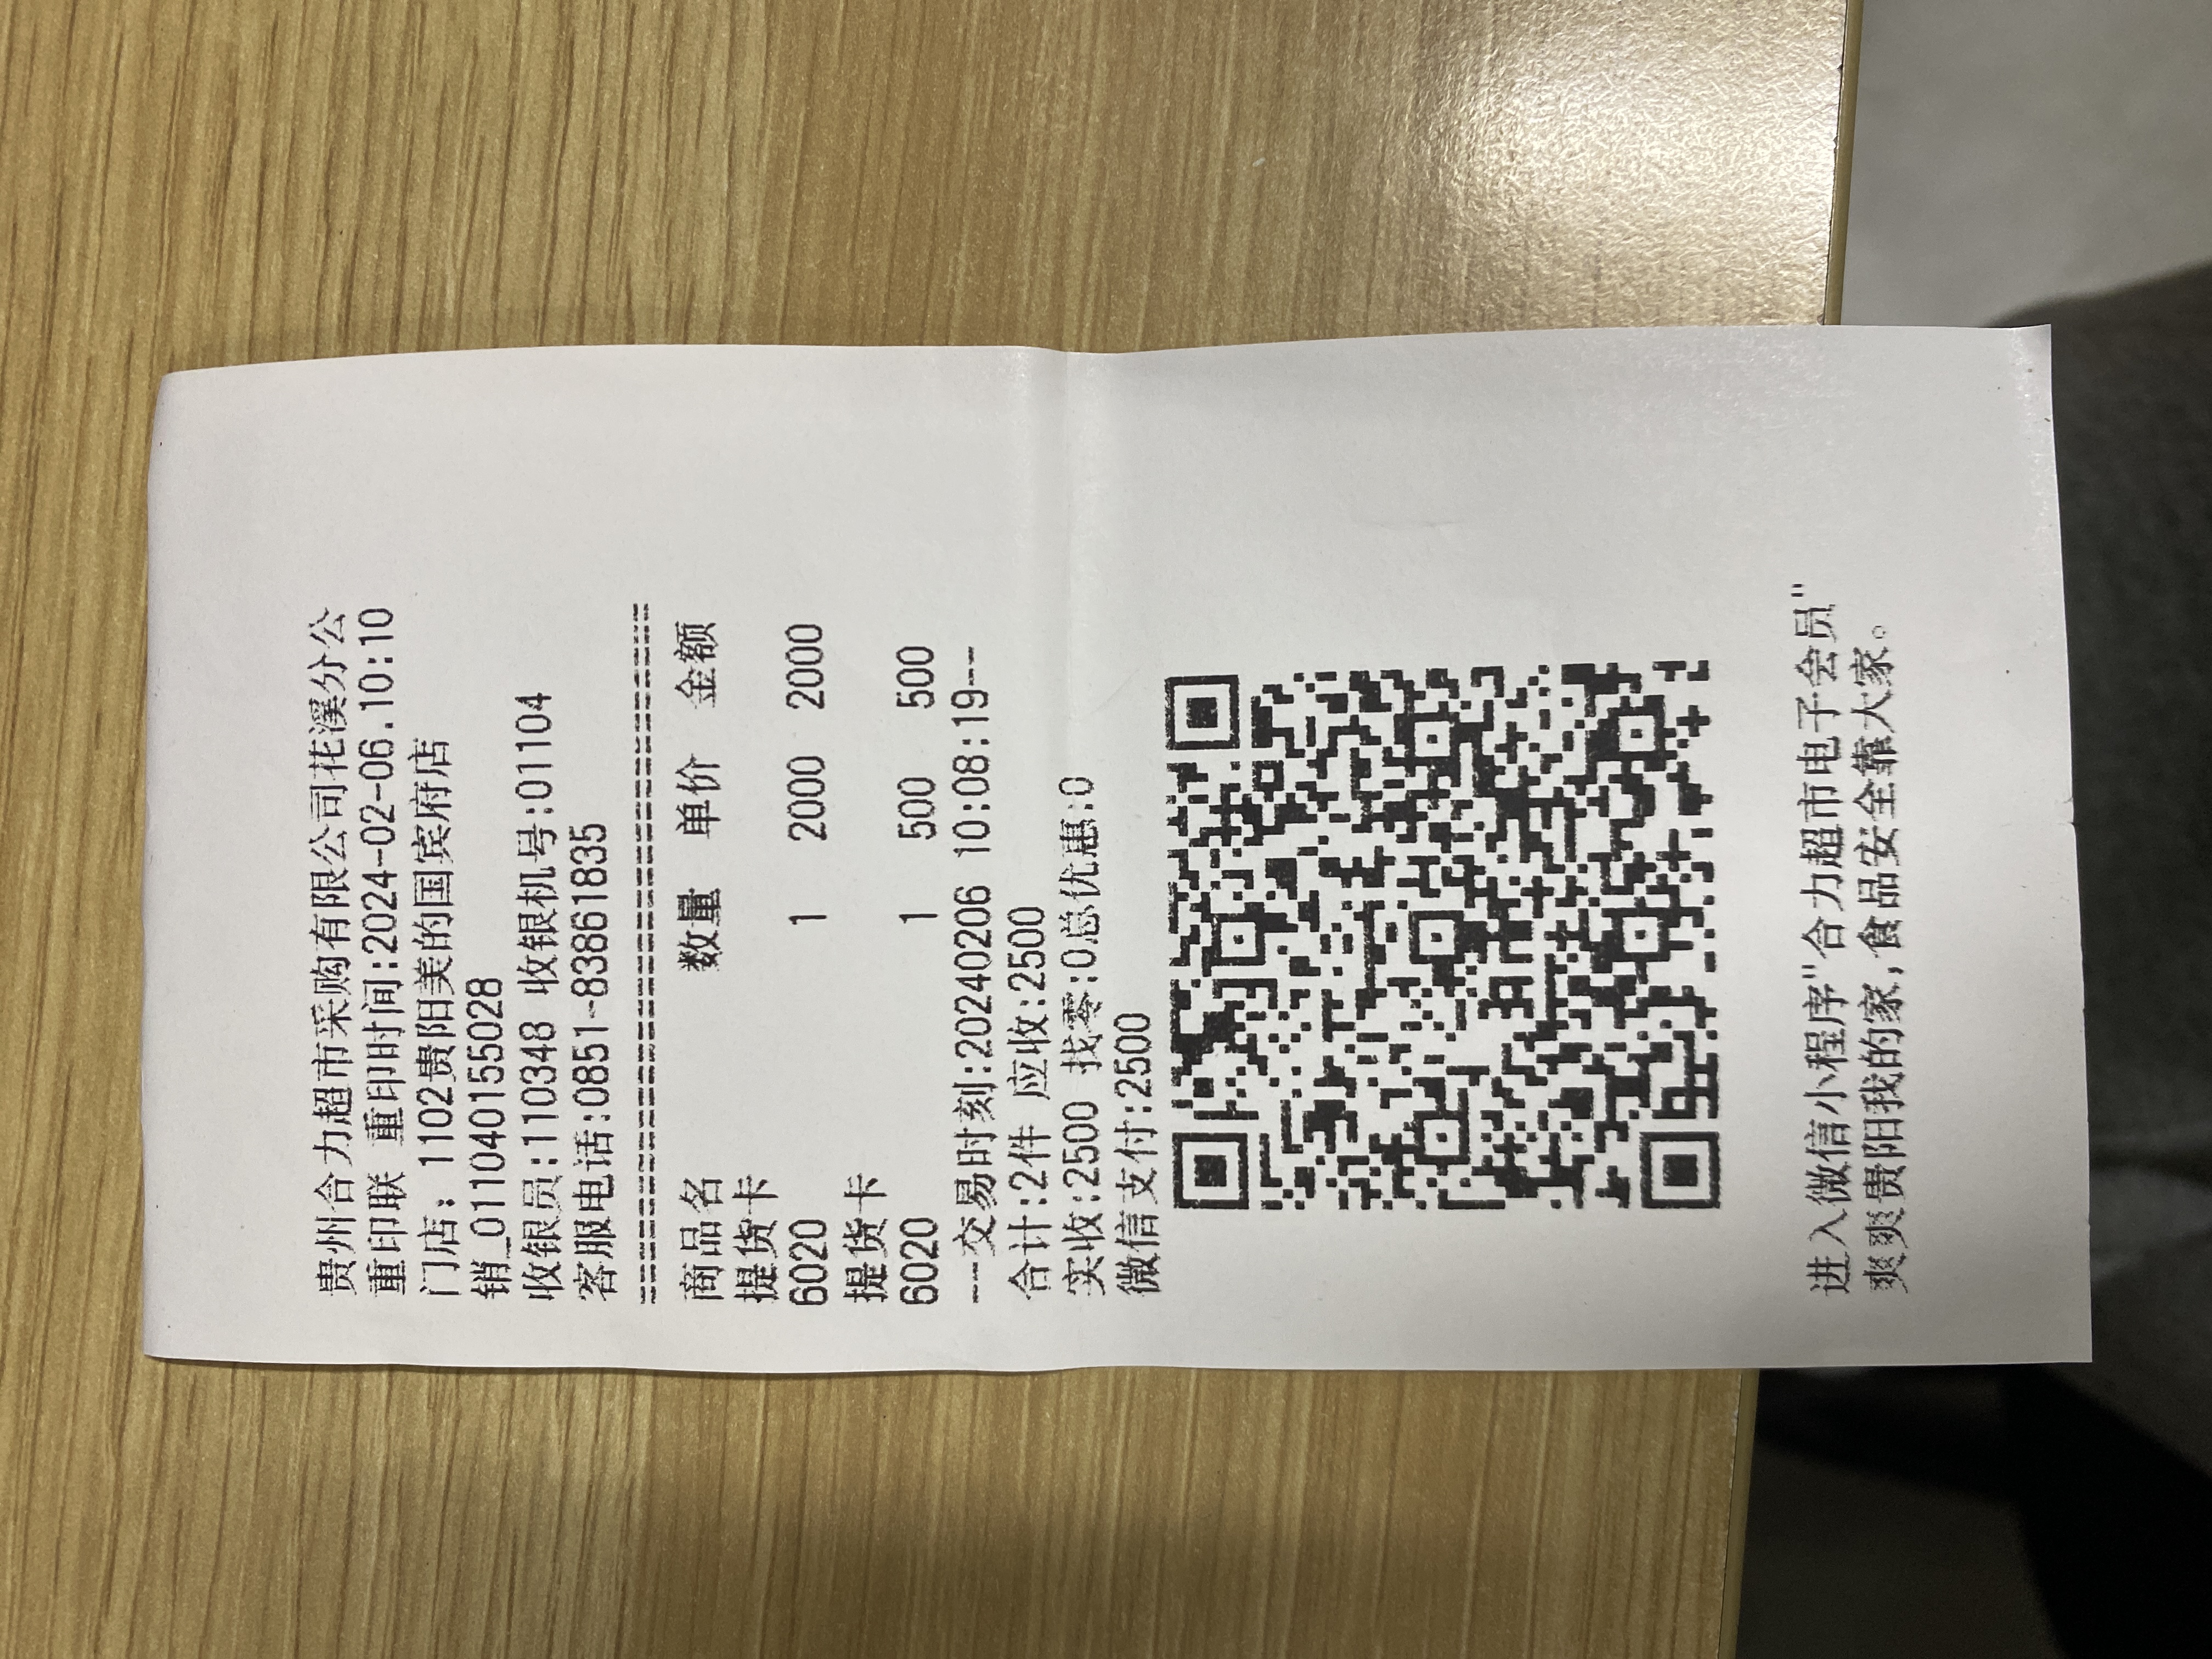 贵州合力超市采购有限公司花溪分公
重印联 重印时间:2024-02-06.10:10
门店: 1102贵阳美的国宾府店
销_011040155028
收银员:110348 收银机号:01104
客服电话:0851-83861835
================================
商品名 数量 单价 金额
提货卡
6020 1 2000 2000
提货卡
6020 1 500 500
--交易时刻:20240206 10:08:19--
合计:2件 应收:2500
实收:2500 找零:0总优惠:0
微信支付:2500
进入微信小程序"合力超市电子会员"
爽爽贵阳我的家,食品安全靠大家。